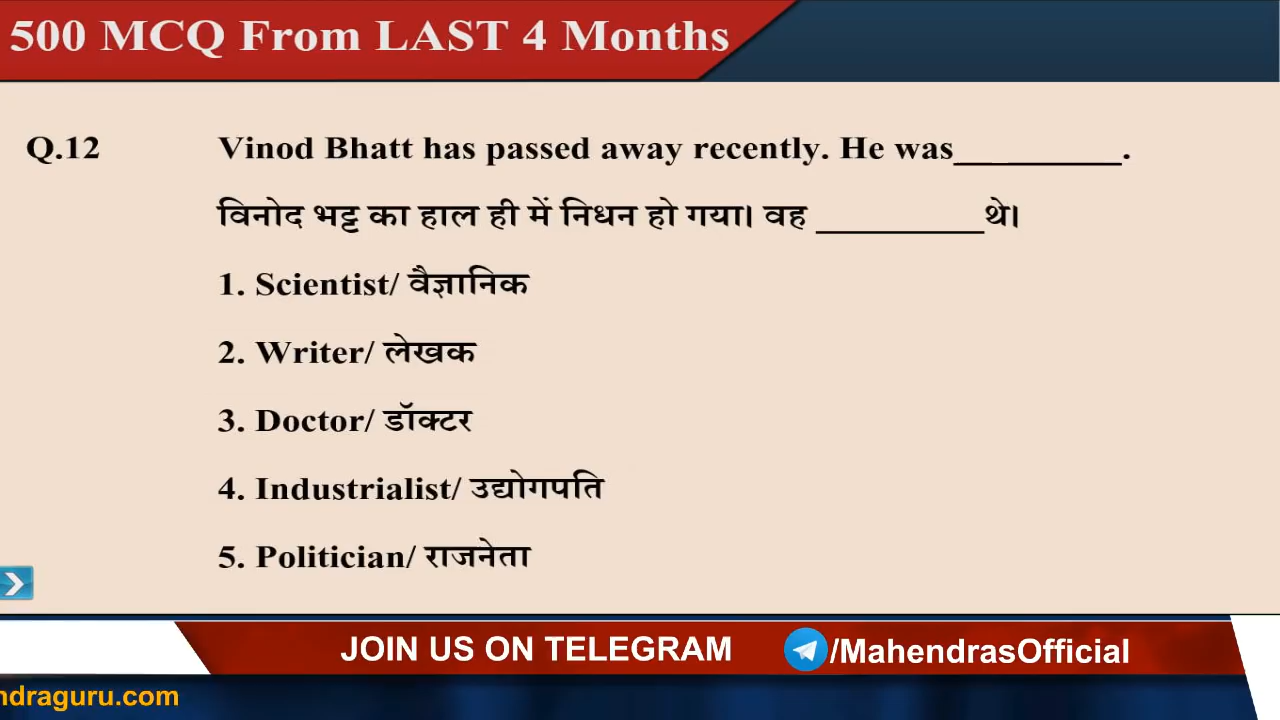 500 MCQ From LAST 4 Months
Q.12 Vinod Bhatt has passed away recently. He was__________.
विनोद भट्ट का हाल ही में निधन हो गया। वह __________थे।
1. Scientist/ वैज्ञानिक
2. Writer/ लेखक
3. Doctor/ डॉक्टर
4. Industrialist/ उद्योगपति
5. Politician/ राजनेता
JOIN US ON TELEGRAM /MahendrasOfficial
ndraguru.com